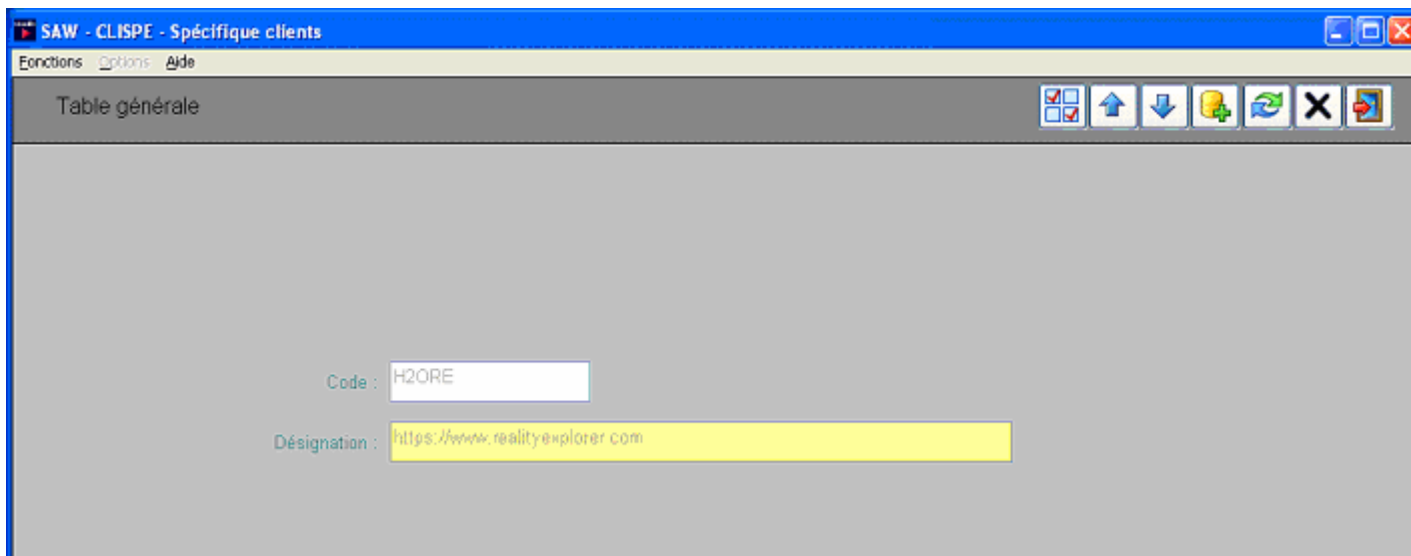 SAW - CLISPE - Spécifique clients
Fonctions Options Aide
Table générale
Code : H2ORE
Désignation : https://www.realityexplorer.com